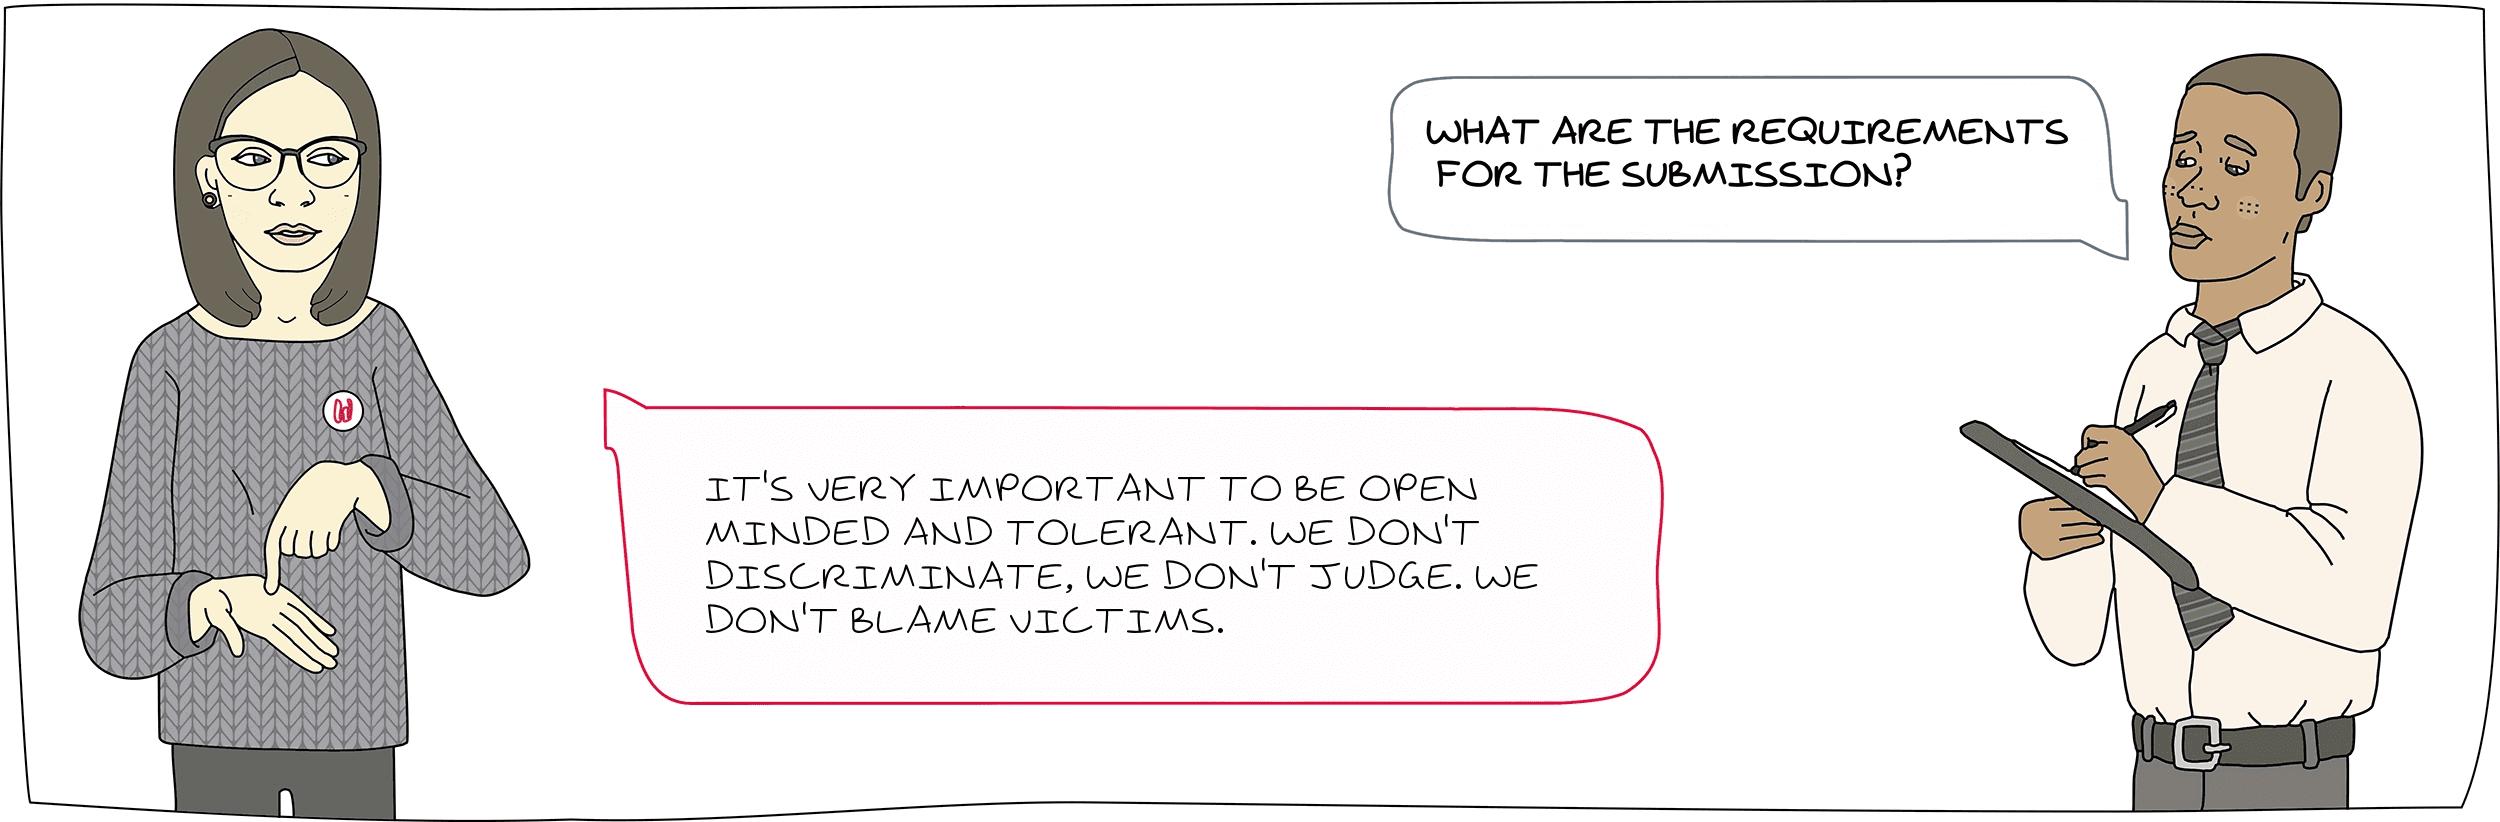 WHAT ARE THE REQUIREMENTS
FOR THE SUBMISSION?
IT'S VERY IMPORTANT TO BE OPEN
MINDED AND TOLERANT. WE DON'T
DISCRIMINATE, WE DON'T JUDGE. WE
DON'T BLAME VICTIMS.